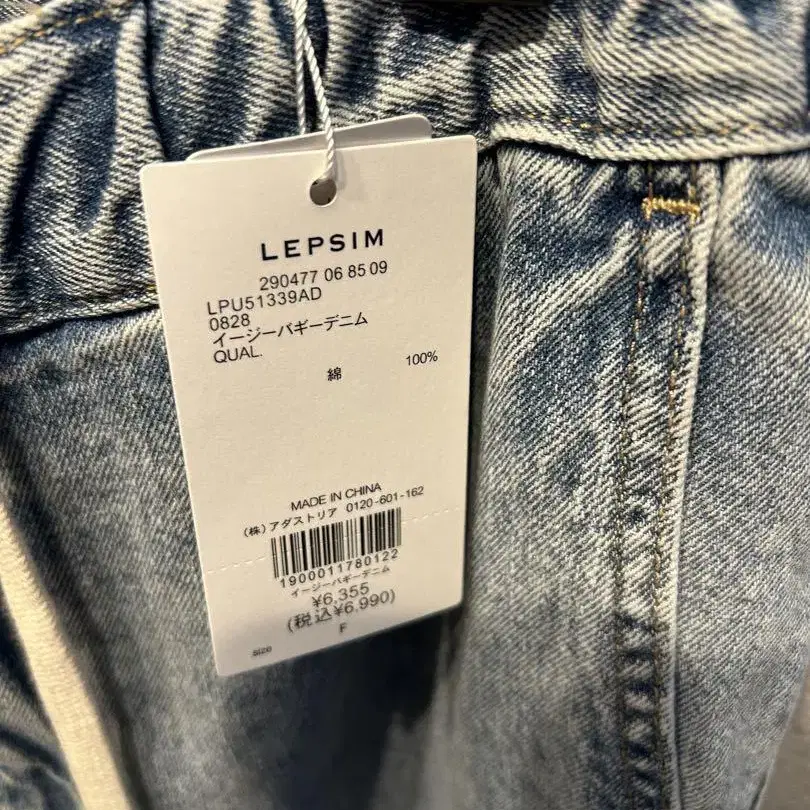 LEPSIM
290477 06 85 09
LPU51339AD
0828
イージーバギーデニム
QUAL.
綿 100%
MADE IN CHINA
(株)アダストリア 0120-601-162
1900011780122
イージーバギーデニム
¥6,355
(税込¥6,990)
size F